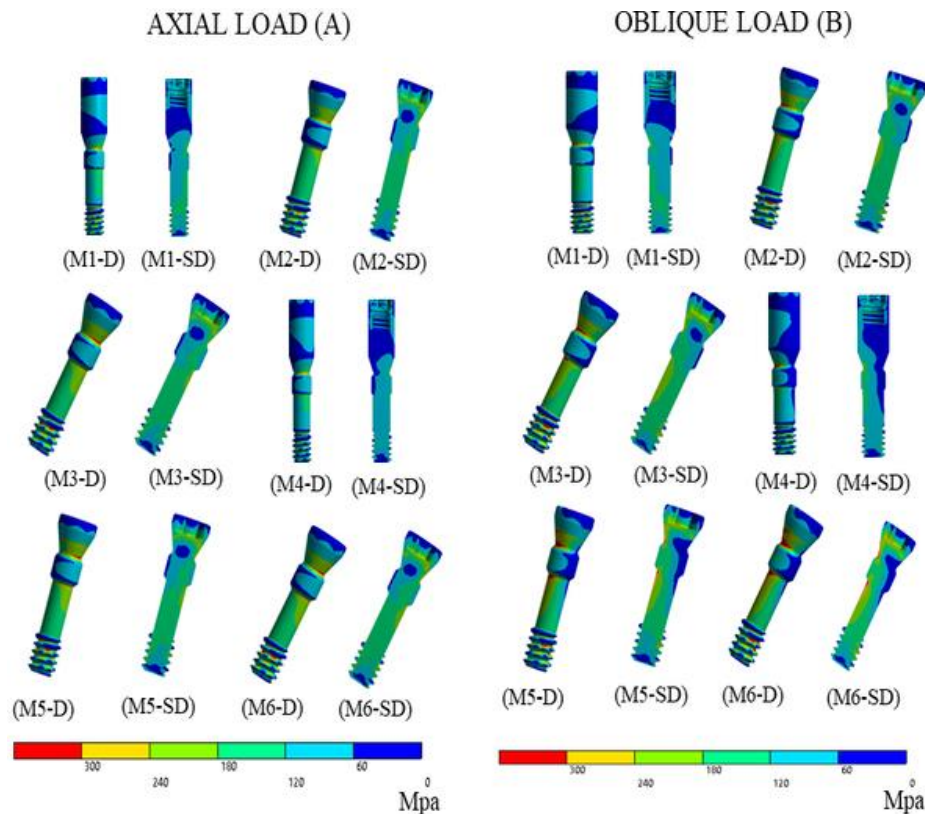 AXIAL LOAD (A)
OBLIQUE LOAD (B)
(M1-D) (M1-SD) (M2-D) (M2-SD)
(M1-D) (M1-SD) (M2-D) (M2-SD)
(M3-D) (M3-SD) (M4-D) (M4-SD)
(M3-D) (M3-SD) (M4-D) (M4-SD)
(M5-D) (M5-SD) (M6-D) (M6-SD)
(M5-D) (M5-SD) (M6-D) (M6-SD)
300 180 60
240 120 0
Mpa
300 180 60
240 120 0
Mpa